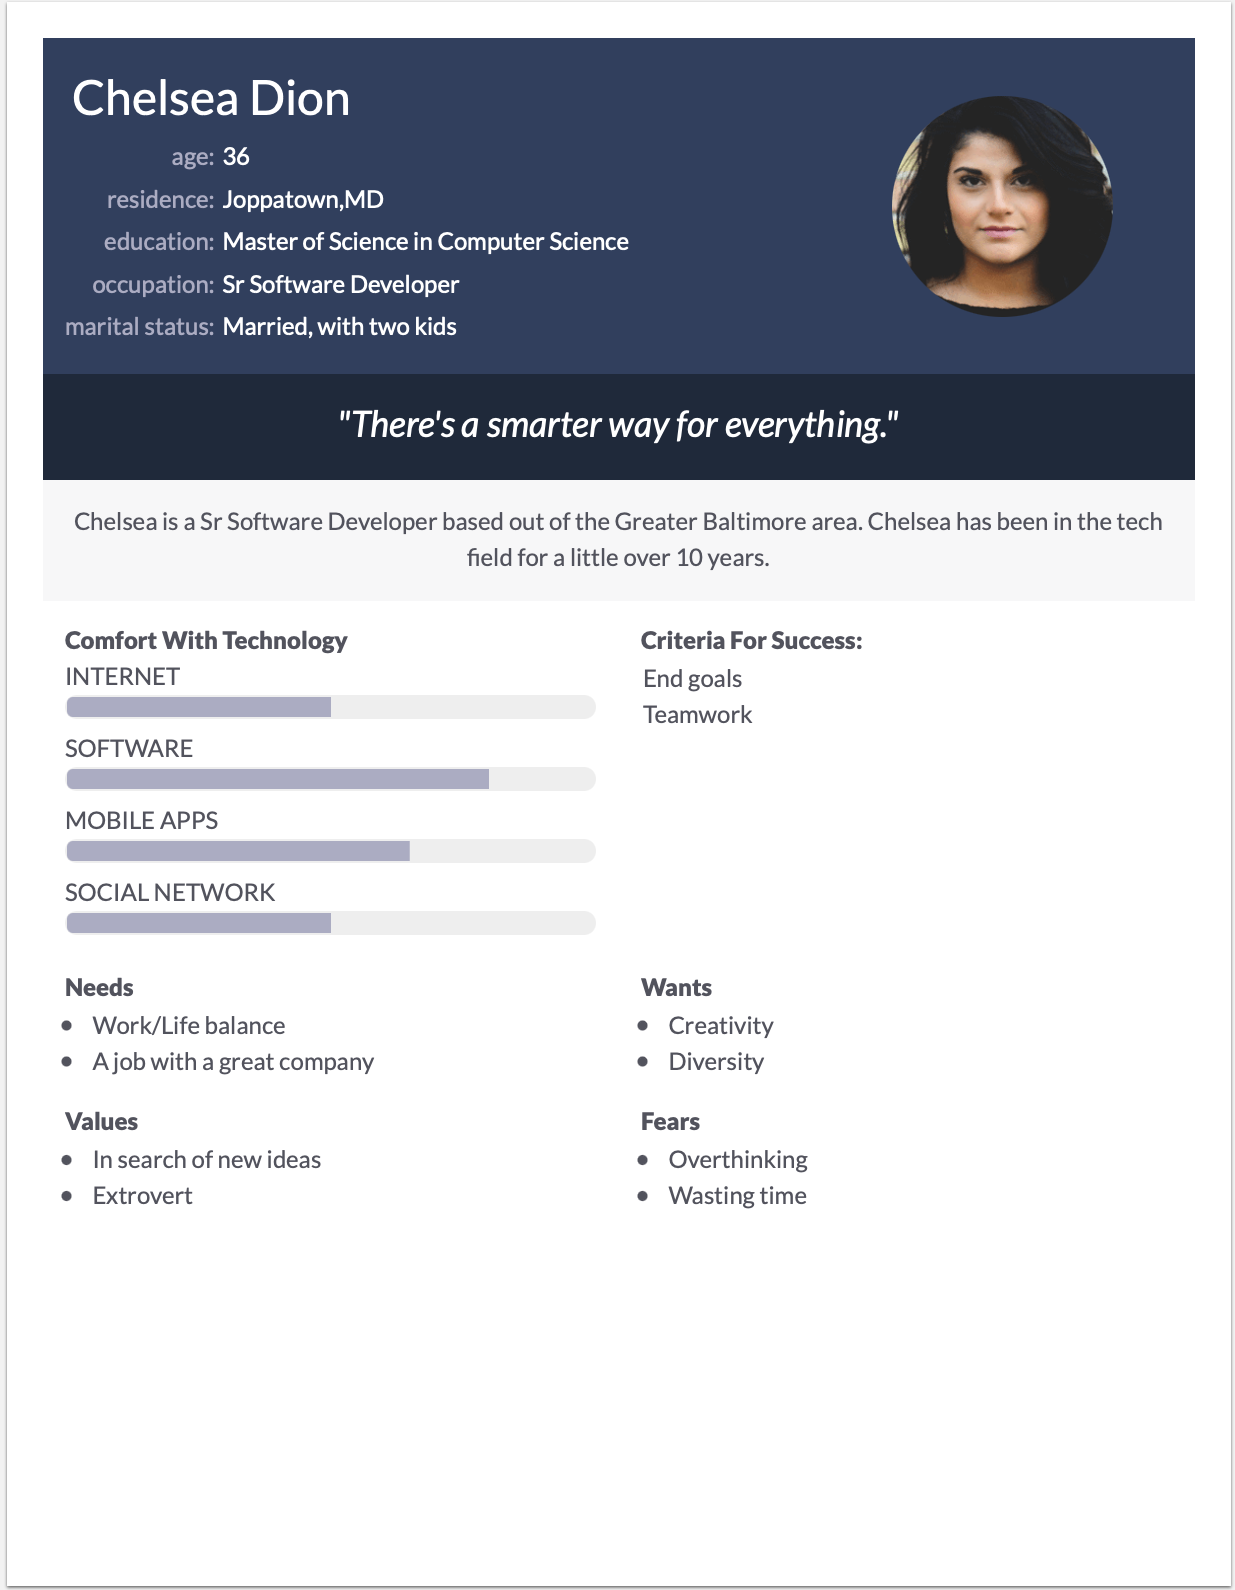 Chelsea Dion
age: 36
residence: Joppatown,MD
education: Master of Science in Computer Science
occupation: Sr Software Developer
marital status: Married, with two kids
"There's a smarter way for everything."
Chelsea is a Sr Software Developer based out of the Greater Baltimore area. Chelsea has been in the tech
field for a little over 10 years.
Comfort With Technology
INTERNET
SOFTWARE
MOBILE APPS
SOCIAL NETWORK
Criteria For Success:
End goals
Teamwork
Needs
• Work/Life balance
• A job with a great company
Wants
• Creativity
• Diversity
Values
• In search of new ideas
• Extrovert
Fears
• Overthinking
• Wasting time